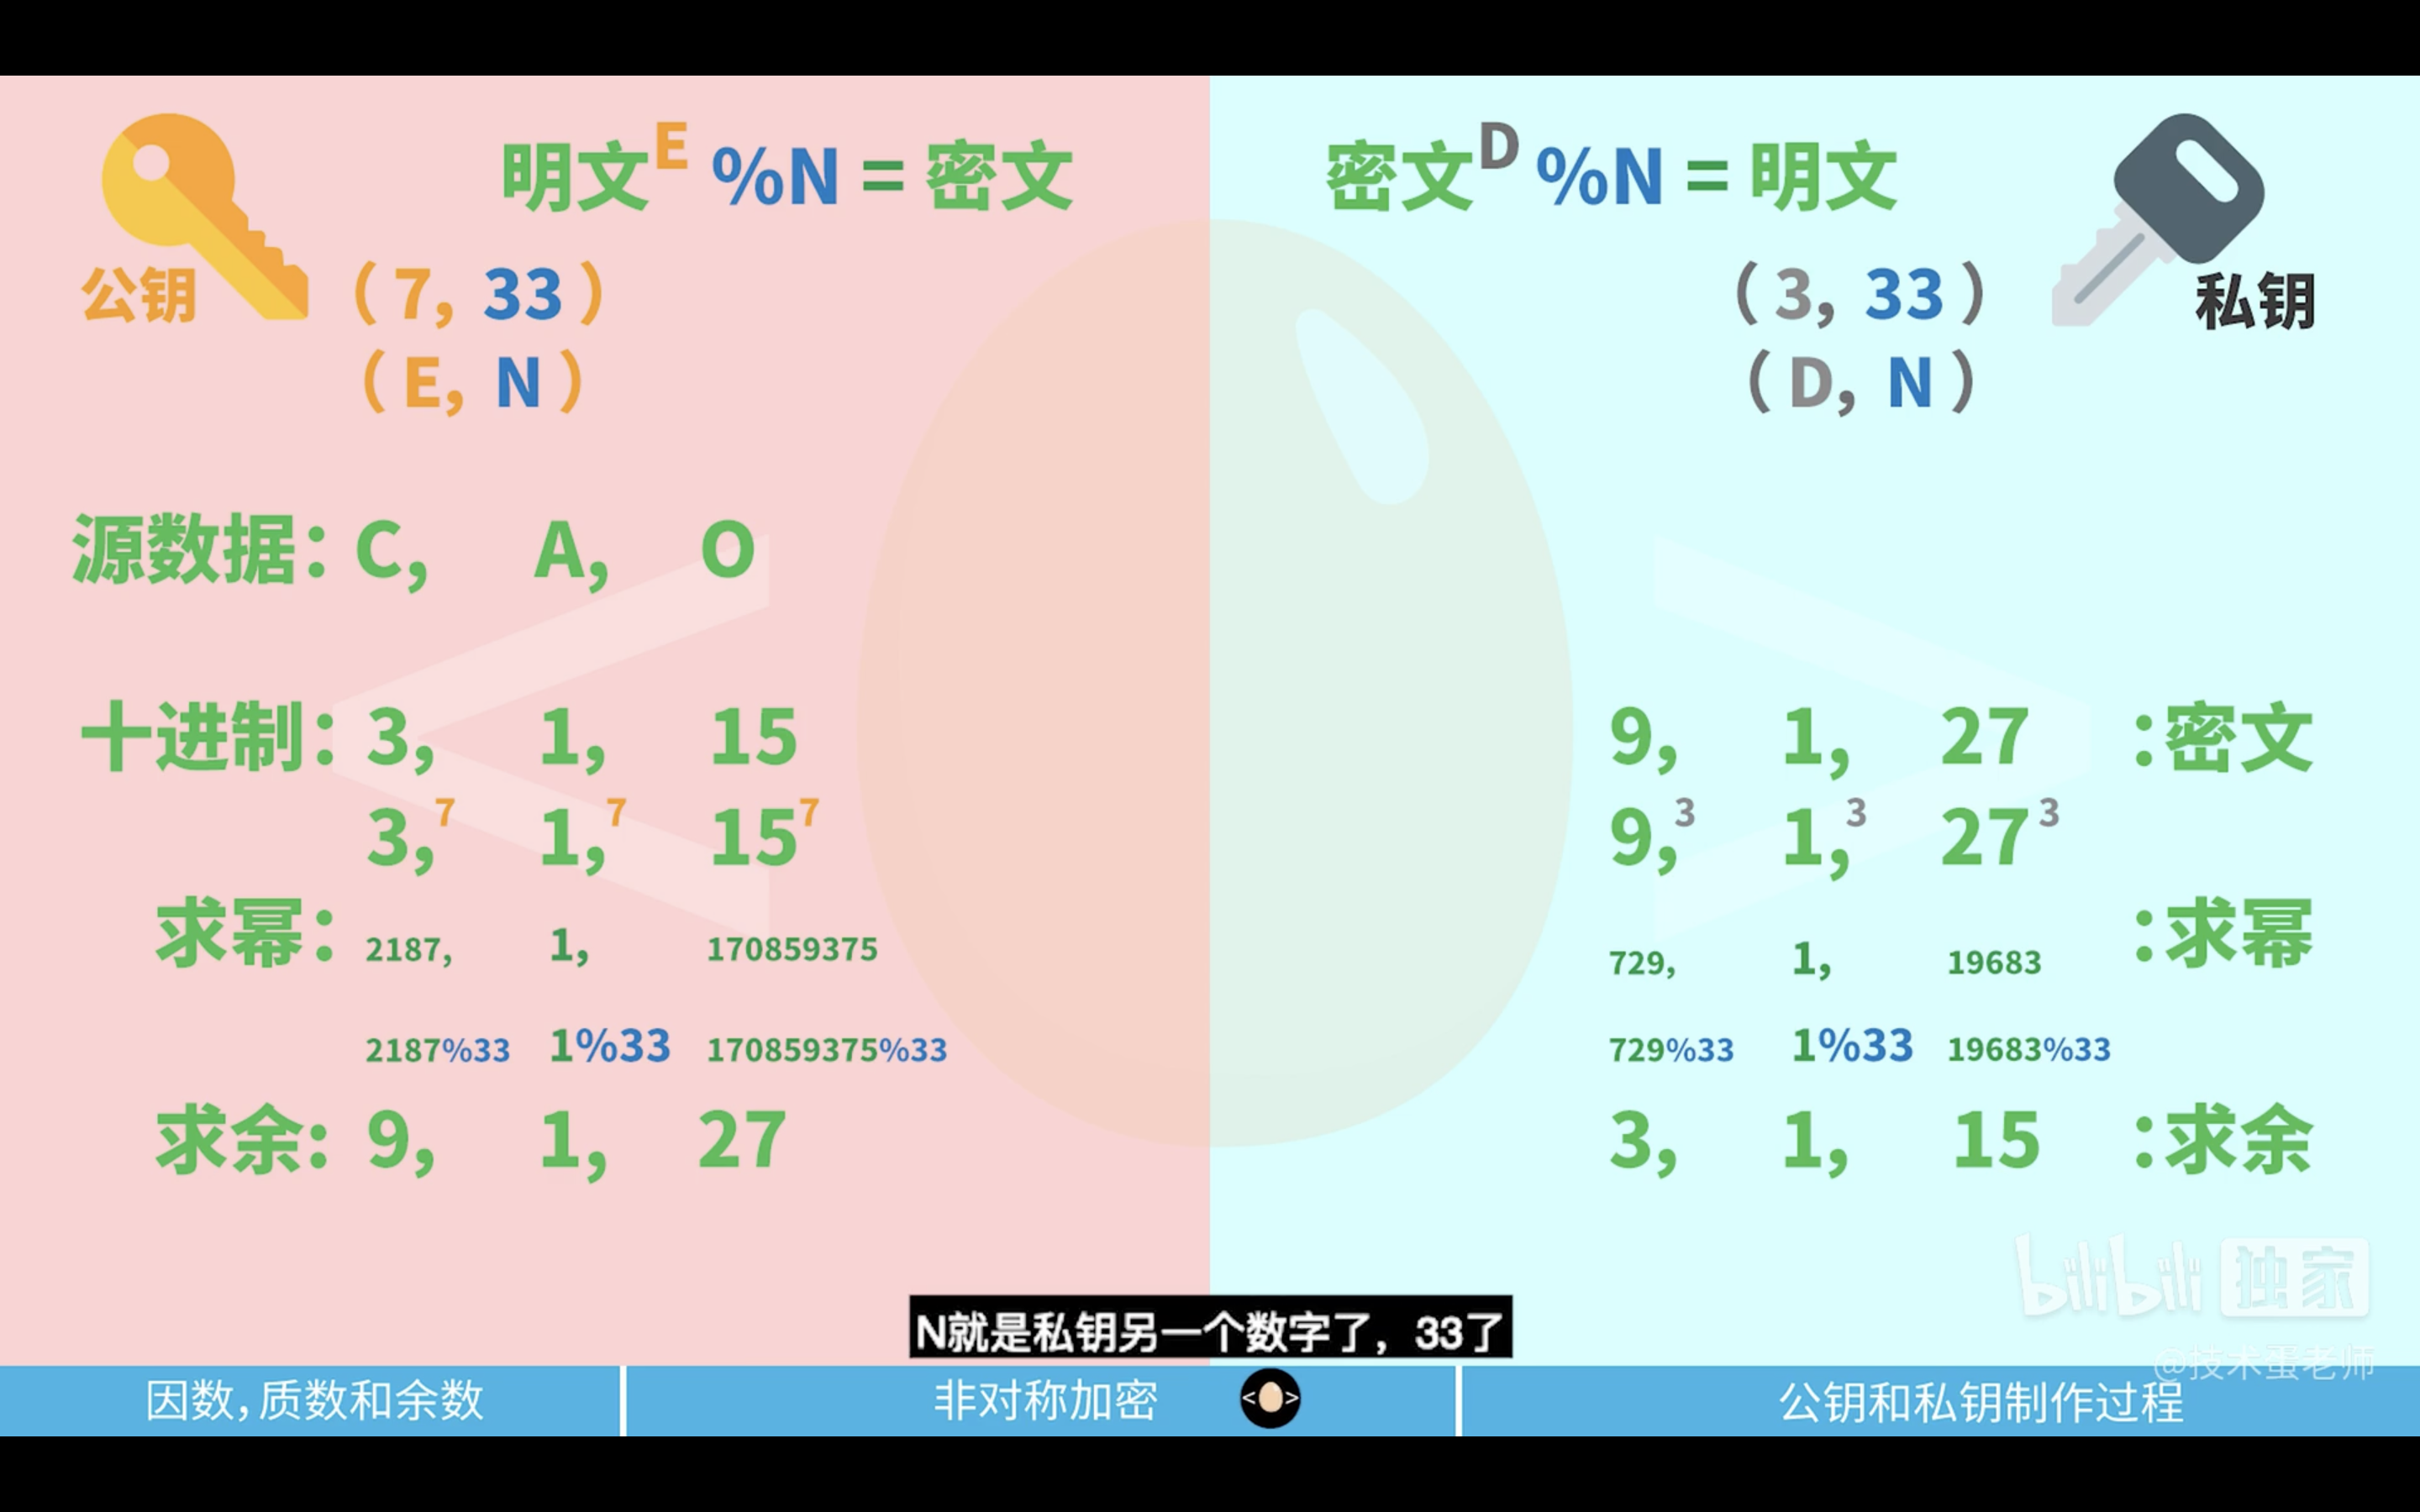 明文E %N = 密文
公钥
( 7, 33 )
( E, N )
源数据: C, A, O
十进制: 3, 1, 15
3,7 1,7 157
求幂: 2187, 1, 170859375
2187%33 1%33 170859375%33
求余: 9, 1, 27
密文D %N = 明文
私钥
( 3, 33 )
( D, N )
9, 1, 27 :密文
9,3 1,3 273
729, 1, 19683 :求幂
729%33 1%33 19683%33
3, 1, 15 :求余
bilibili 独家
@技术蛋老师
N就是私钥另一个数字了，33了
因数,质数和余数
非对称加密
<>
公钥和私钥制作过程